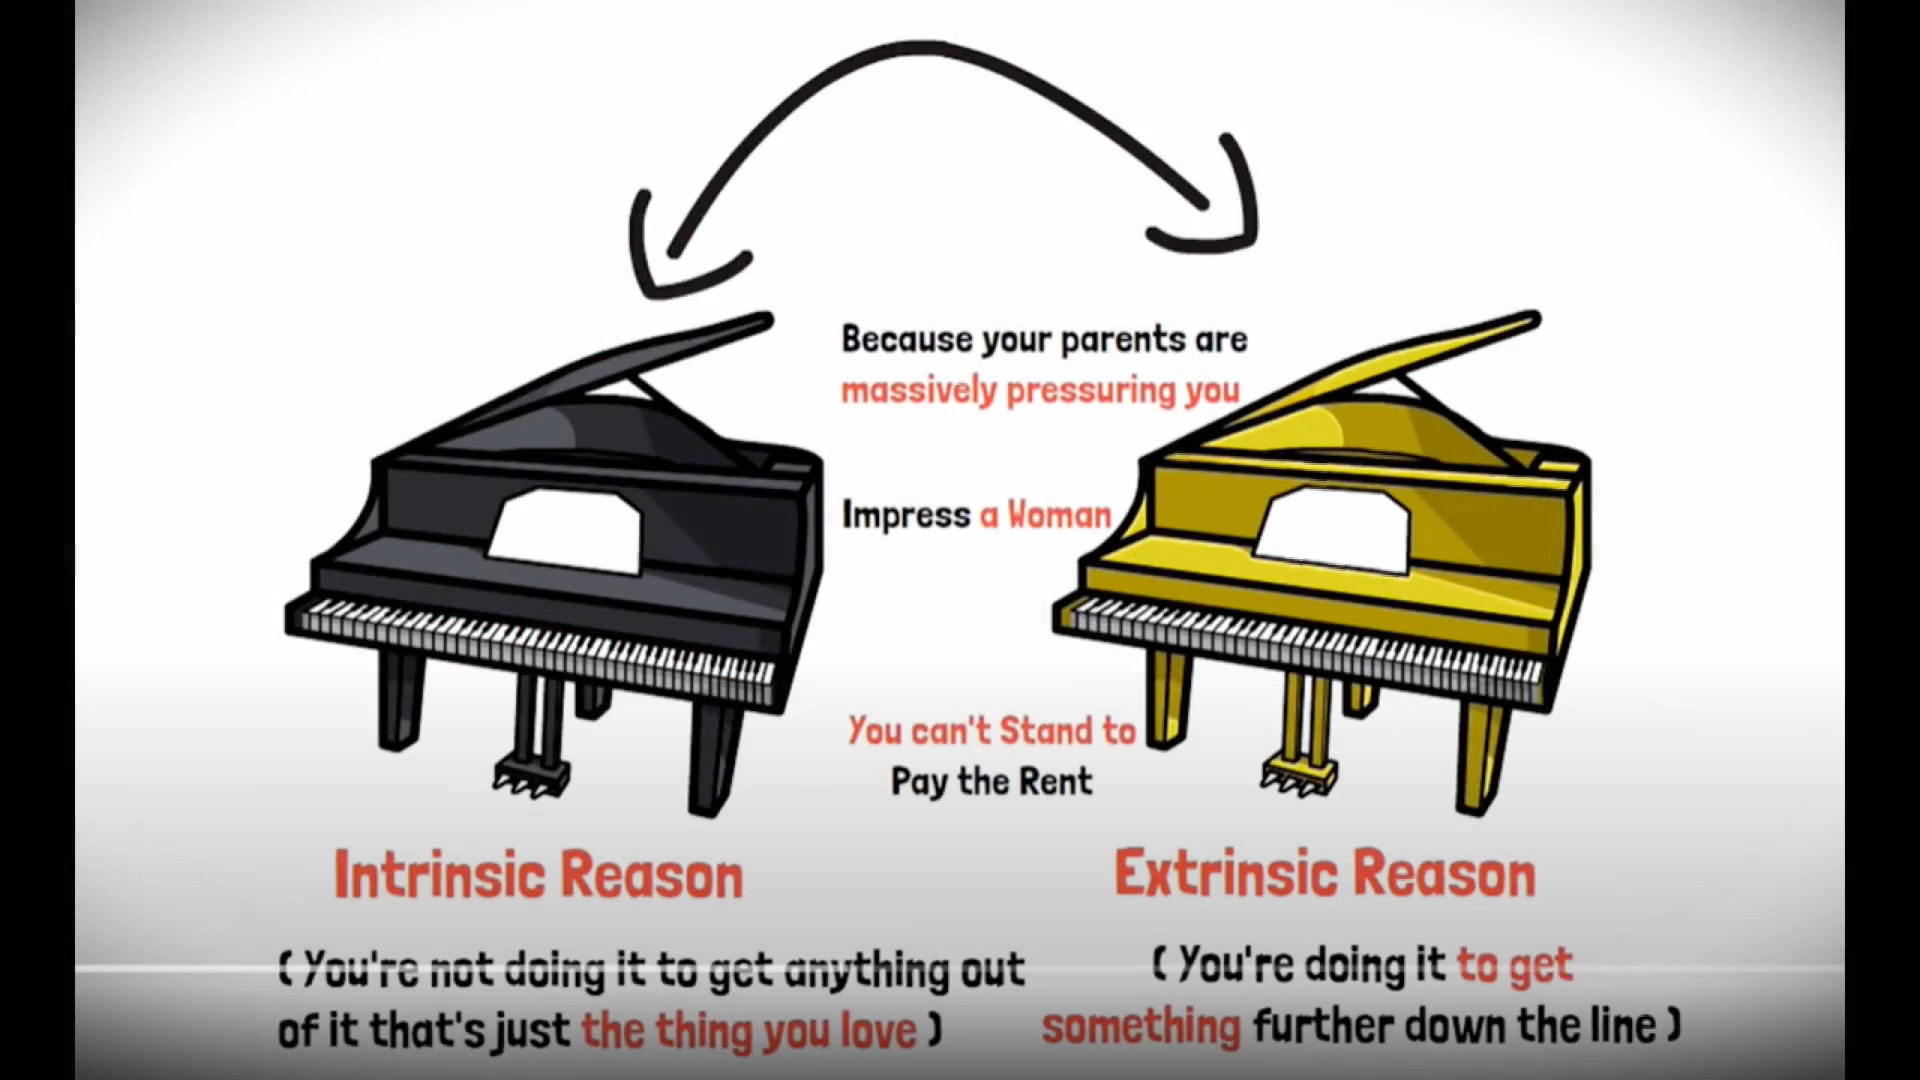 Because your parents are
massively pressuring you
Impress a Woman
You can't Stand to
Pay the Rent
Intrinsic Reason
( You're not doing it to get anything out
of it that's just the thing you love )
Extrinsic Reason
( You're doing it to get
something further down the line )